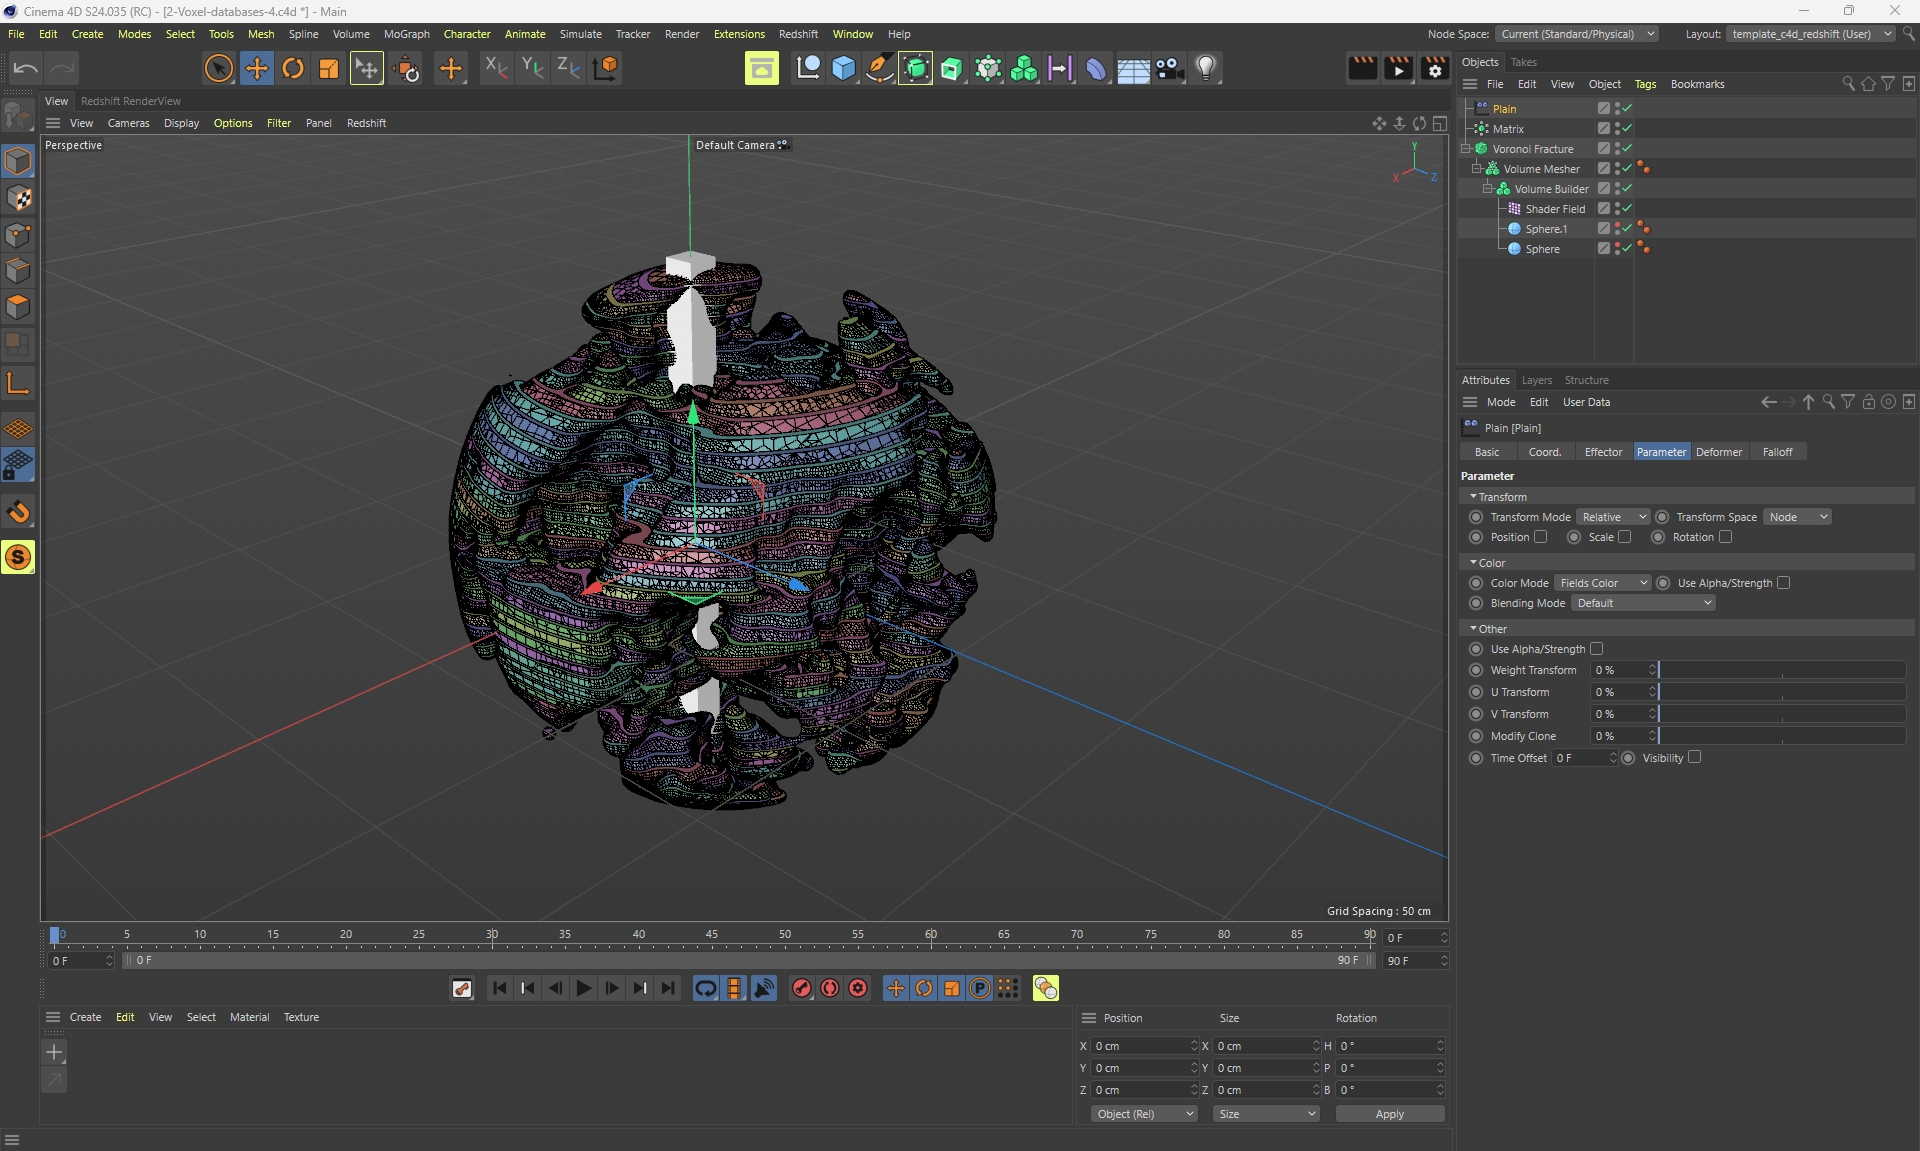 Cinema 4D S24.035 (RC) - [2-Voxel-databases-4.c4d *] - Main
File Edit Create Modes Select Tools Mesh Spline Volume MoGraph Character Animate Simulate Tracker Render Extensions Redshift Window Help
Node Space: Current (Standard/Physical) Layout: template_c4d_redshift (User)
X Y Z
View Redshift RenderView
View Cameras Display Options Filter Panel Redshift
Perspective
Default Camera
Y
X Z
Grid Spacing : 50 cm
0 5 10 15 20 25 30 35 40 45 50 55 60 65 70 75 80 85 90 0 F
0 F 0 F 90 F 90 F
P
Create Edit View Select Material Texture
Position Size Rotation
X 0 cm X 0 cm H 0 °
Y 0 cm Y 0 cm P 0 °
Z 0 cm Z 0 cm B 0 °
Object (Rel) Size Apply
Objects Takes
File Edit View Object Tags Bookmarks
Plain
Matrix
Voronoi Fracture
Volume Mesher
Volume Builder
Shader Field
Sphere.1
Sphere
Attributes Layers Structure
Mode Edit User Data
Plain [Plain]
Basic Coord. Effector Parameter Deformer Falloff
Parameter
Transform
Transform Mode Relative Transform Space Node
Position Scale Rotation
Color
Color Mode Fields Color Use Alpha/Strength
Blending Mode Default
Other
Use Alpha/Strength
Weight Transform 0 %
U Transform 0 %
V Transform 0 %
Modify Clone 0 %
Time Offset 0 F Visibility
S